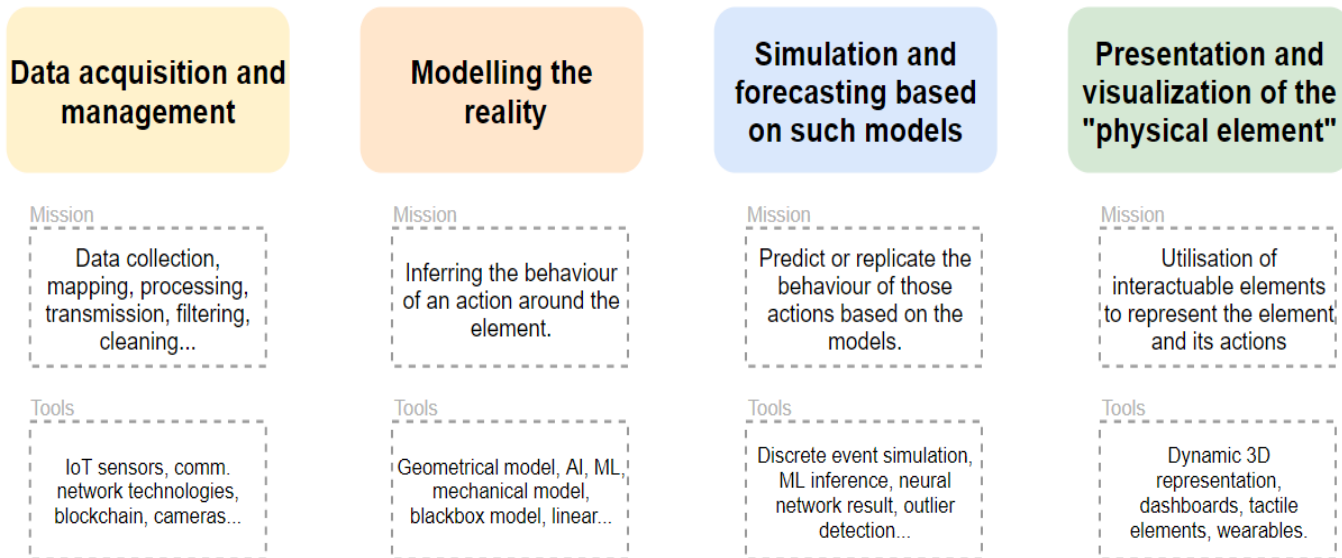 Data acquisition and
management
Modelling the
reality
Simulation and
forecasting based
on such models
Presentation and
visualization of the
"physical element"
Mission
Data collection,
mapping, processing,
transmission, filtering,
cleaning...
Mission
Inferring the behaviour
of an action around the
element.
Mission
Predict or replicate the
behaviour of those
actions based on the
models.
Mission
Utilisation of
interactuable elements
to represent the element
and its actions
Tools
IoT sensors, comm.
network technologies,
blockchain, cameras...
Tools
Geometrical model, AI, ML,
mechanical model,
blackbox model, linear...
Tools
Discrete event simulation,
ML inference, neural
network result, outlier
detection...
Tools
Dynamic 3D
representation,
dashboards, tactile
elements, wearables.